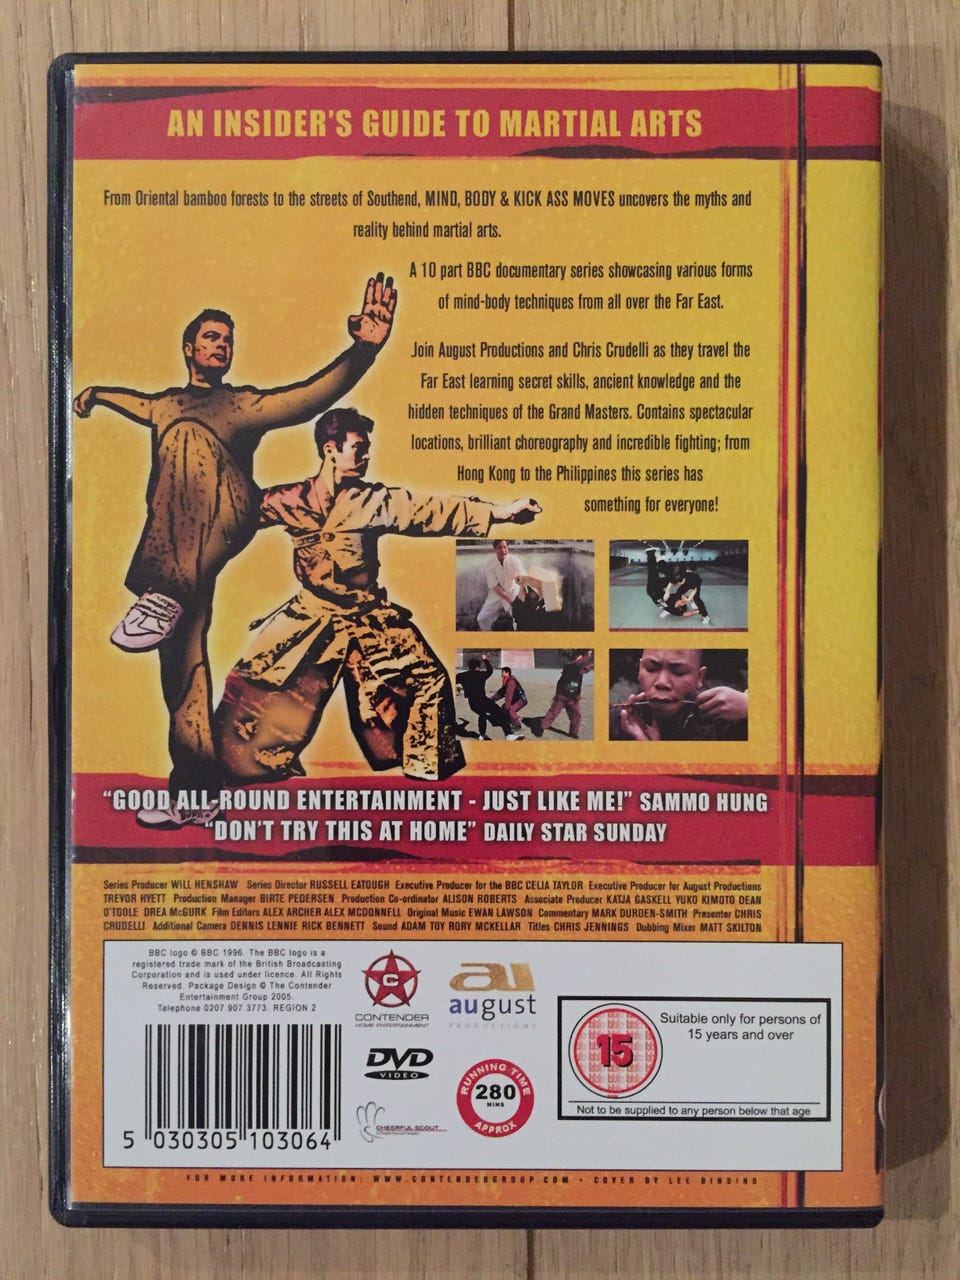 AN INSIDER'S GUIDE TO MARTIAL ARTS
From Oriental bamboo forests to the streets of Southend, MIND, BODY & KICK ASS MOVES uncovers the myths and
reality behind martial arts.
A 10 part BBC documentary series showcasing various forms
of mind-body techniques from all over the Far East.
Join August Productions and Chris Crudelli as they travel the
Far East learning secret skills, ancient knowledge and the
hidden techniques of the Grand Masters. Contains spectacular
locations, brilliant choreography and incredible fighting; from
Hong Kong to the Philippines this series has
something for everyone!
"GOOD ALL-ROUND ENTERTAINMENT - JUST LIKE ME!" SAMMO HUNG
"DON'T TRY THIS AT HOME" DAILY STAR SUNDAY
Series Producer WILL HENSHAW Series Director RUSSELL EATOUGH Executive Producer for the BBC CELIA TAYLOR Executive Producer for August Productions
TREVOR HYETT Production Manager BIRTE PEDERSEN Production Co-ordinator ALISON ROBERTS Associate Producer KATJA GASKELL YUKO KIMOTO DEAN
O'TOOLE DREA McGURK Film Editors ALEX ARCHER ALEX MCDONNELL Original Music EWAN LAWSON Commentary MARK DURDEN-SMITH Presenter CHRIS
CRUDELLI Additional Camera DENNIS LENNIE RICK BENNETT Sound ADAM TOY RORY MCKELLAR Titles CHRIS JENNINGS Dubbing Mixer MATT SKILTON
BBC logo © BBC 1996. The BBC logo is a
registered trade mark of the British Broadcasting
Corporation and is used under licence. All Rights
Reserved. Package Design © The Contender
Entertainment Group 2005.
Telephone 0207 907 3773. REGION 2
C
CONTENDER
HOME ENTERTAINMENT
august
PRODUCTIONS
DVD
VIDEO
CHEERFUL SCOUT
RUNNING TIME
280
MINS
APPROX
15
Suitable only for persons of
15 years and over
Not to be supplied to any person below that age
5 030305 103064
FOR MORE INFORMATION: WWW.CONTENDERGROUP.COM • COVER BY LEE BINDING